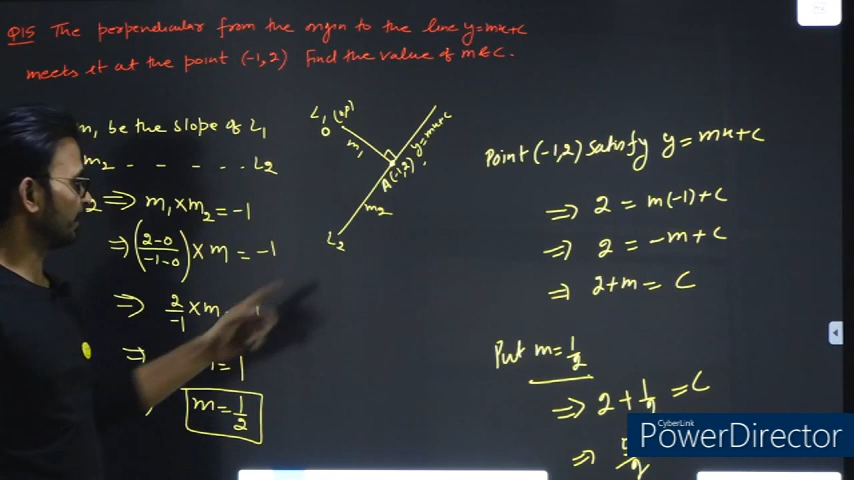 Q15 The perpendicular from the origin to the line y=mx+c
meets it at the point (-1,2) Find the value of m & c.
be the slope of L1
m2 - - - - . . L2
=> m1 × m2 = -1
=> (2-0/-1-0) × m = -1
=> 2/-1 × m
=> = 1
m = 1/2
L1 (0,0)
O
m1
y=mx+c
A(-1,2)
m2
L2
Point (-1,2) satisfy y = mx+c
=> 2 = m(-1)+c
=> 2 = -m+c
=> 2+m = c
Put m = 1/2
=> 2 + 1/2 = c
=>
CyberLink
PowerDirector